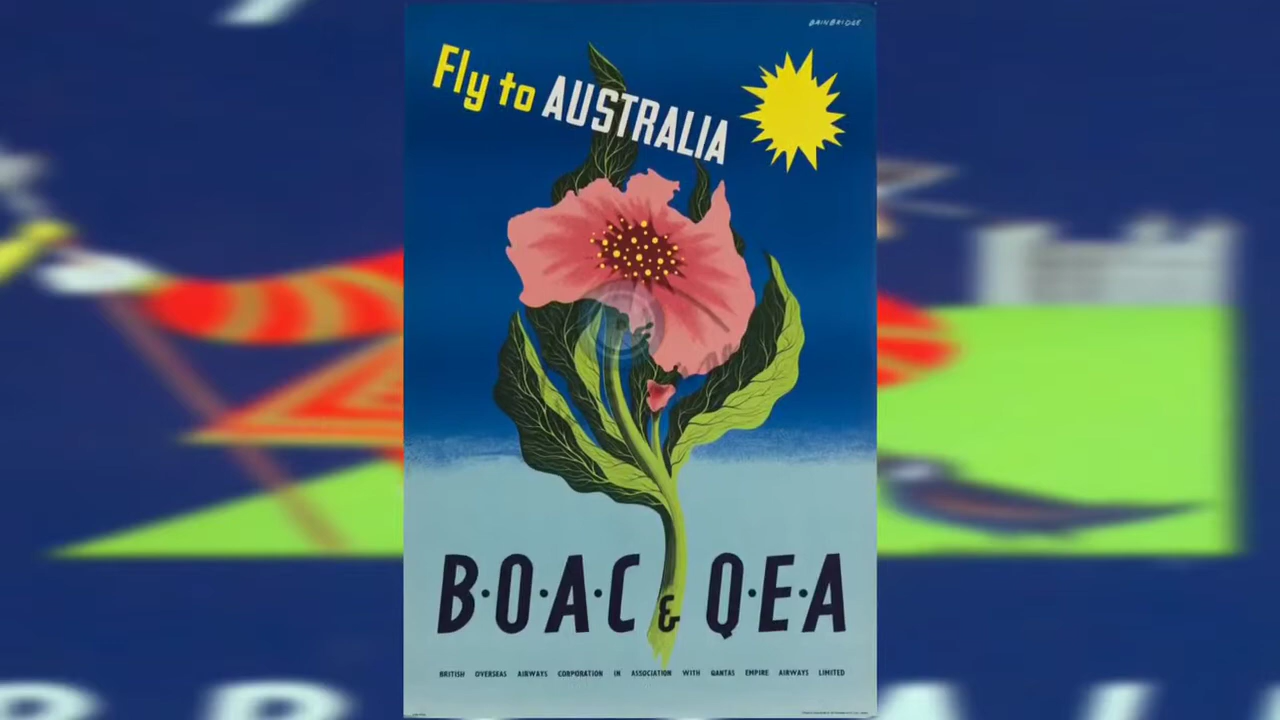 BAINBRIDGE
Fly to AUSTRALIA
B·O·A·C & Q·E·A
BRITISH OVERSEAS AIRWAYS CORPORATION IN ASSOCIATION WITH QANTAS EMPIRE AIRWAYS LIMITED